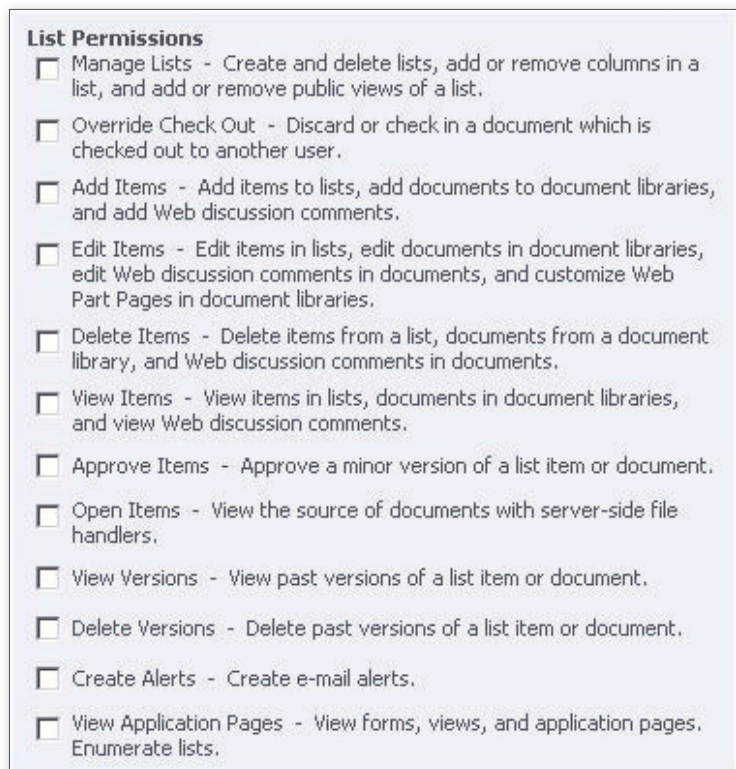 List Permissions
Manage Lists - Create and delete lists, add or remove columns in a
list, and add or remove public views of a list.
Override Check Out - Discard or check in a document which is
checked out to another user.
Add Items - Add items to lists, add documents to document libraries,
and add Web discussion comments.
Edit Items - Edit items in lists, edit documents in document libraries,
edit Web discussion comments in documents, and customize Web
Part Pages in document libraries.
Delete Items - Delete items from a list, documents from a document
library, and Web discussion comments in documents.
View Items - View items in lists, documents in document libraries,
and view Web discussion comments.
Approve Items - Approve a minor version of a list item or document.
Open Items - View the source of documents with server-side file
handlers.
View Versions - View past versions of a list item or document.
Delete Versions - Delete past versions of a list item or document.
Create Alerts - Create e-mail alerts.
View Application Pages - View forms, views, and application pages.
Enumerate lists.